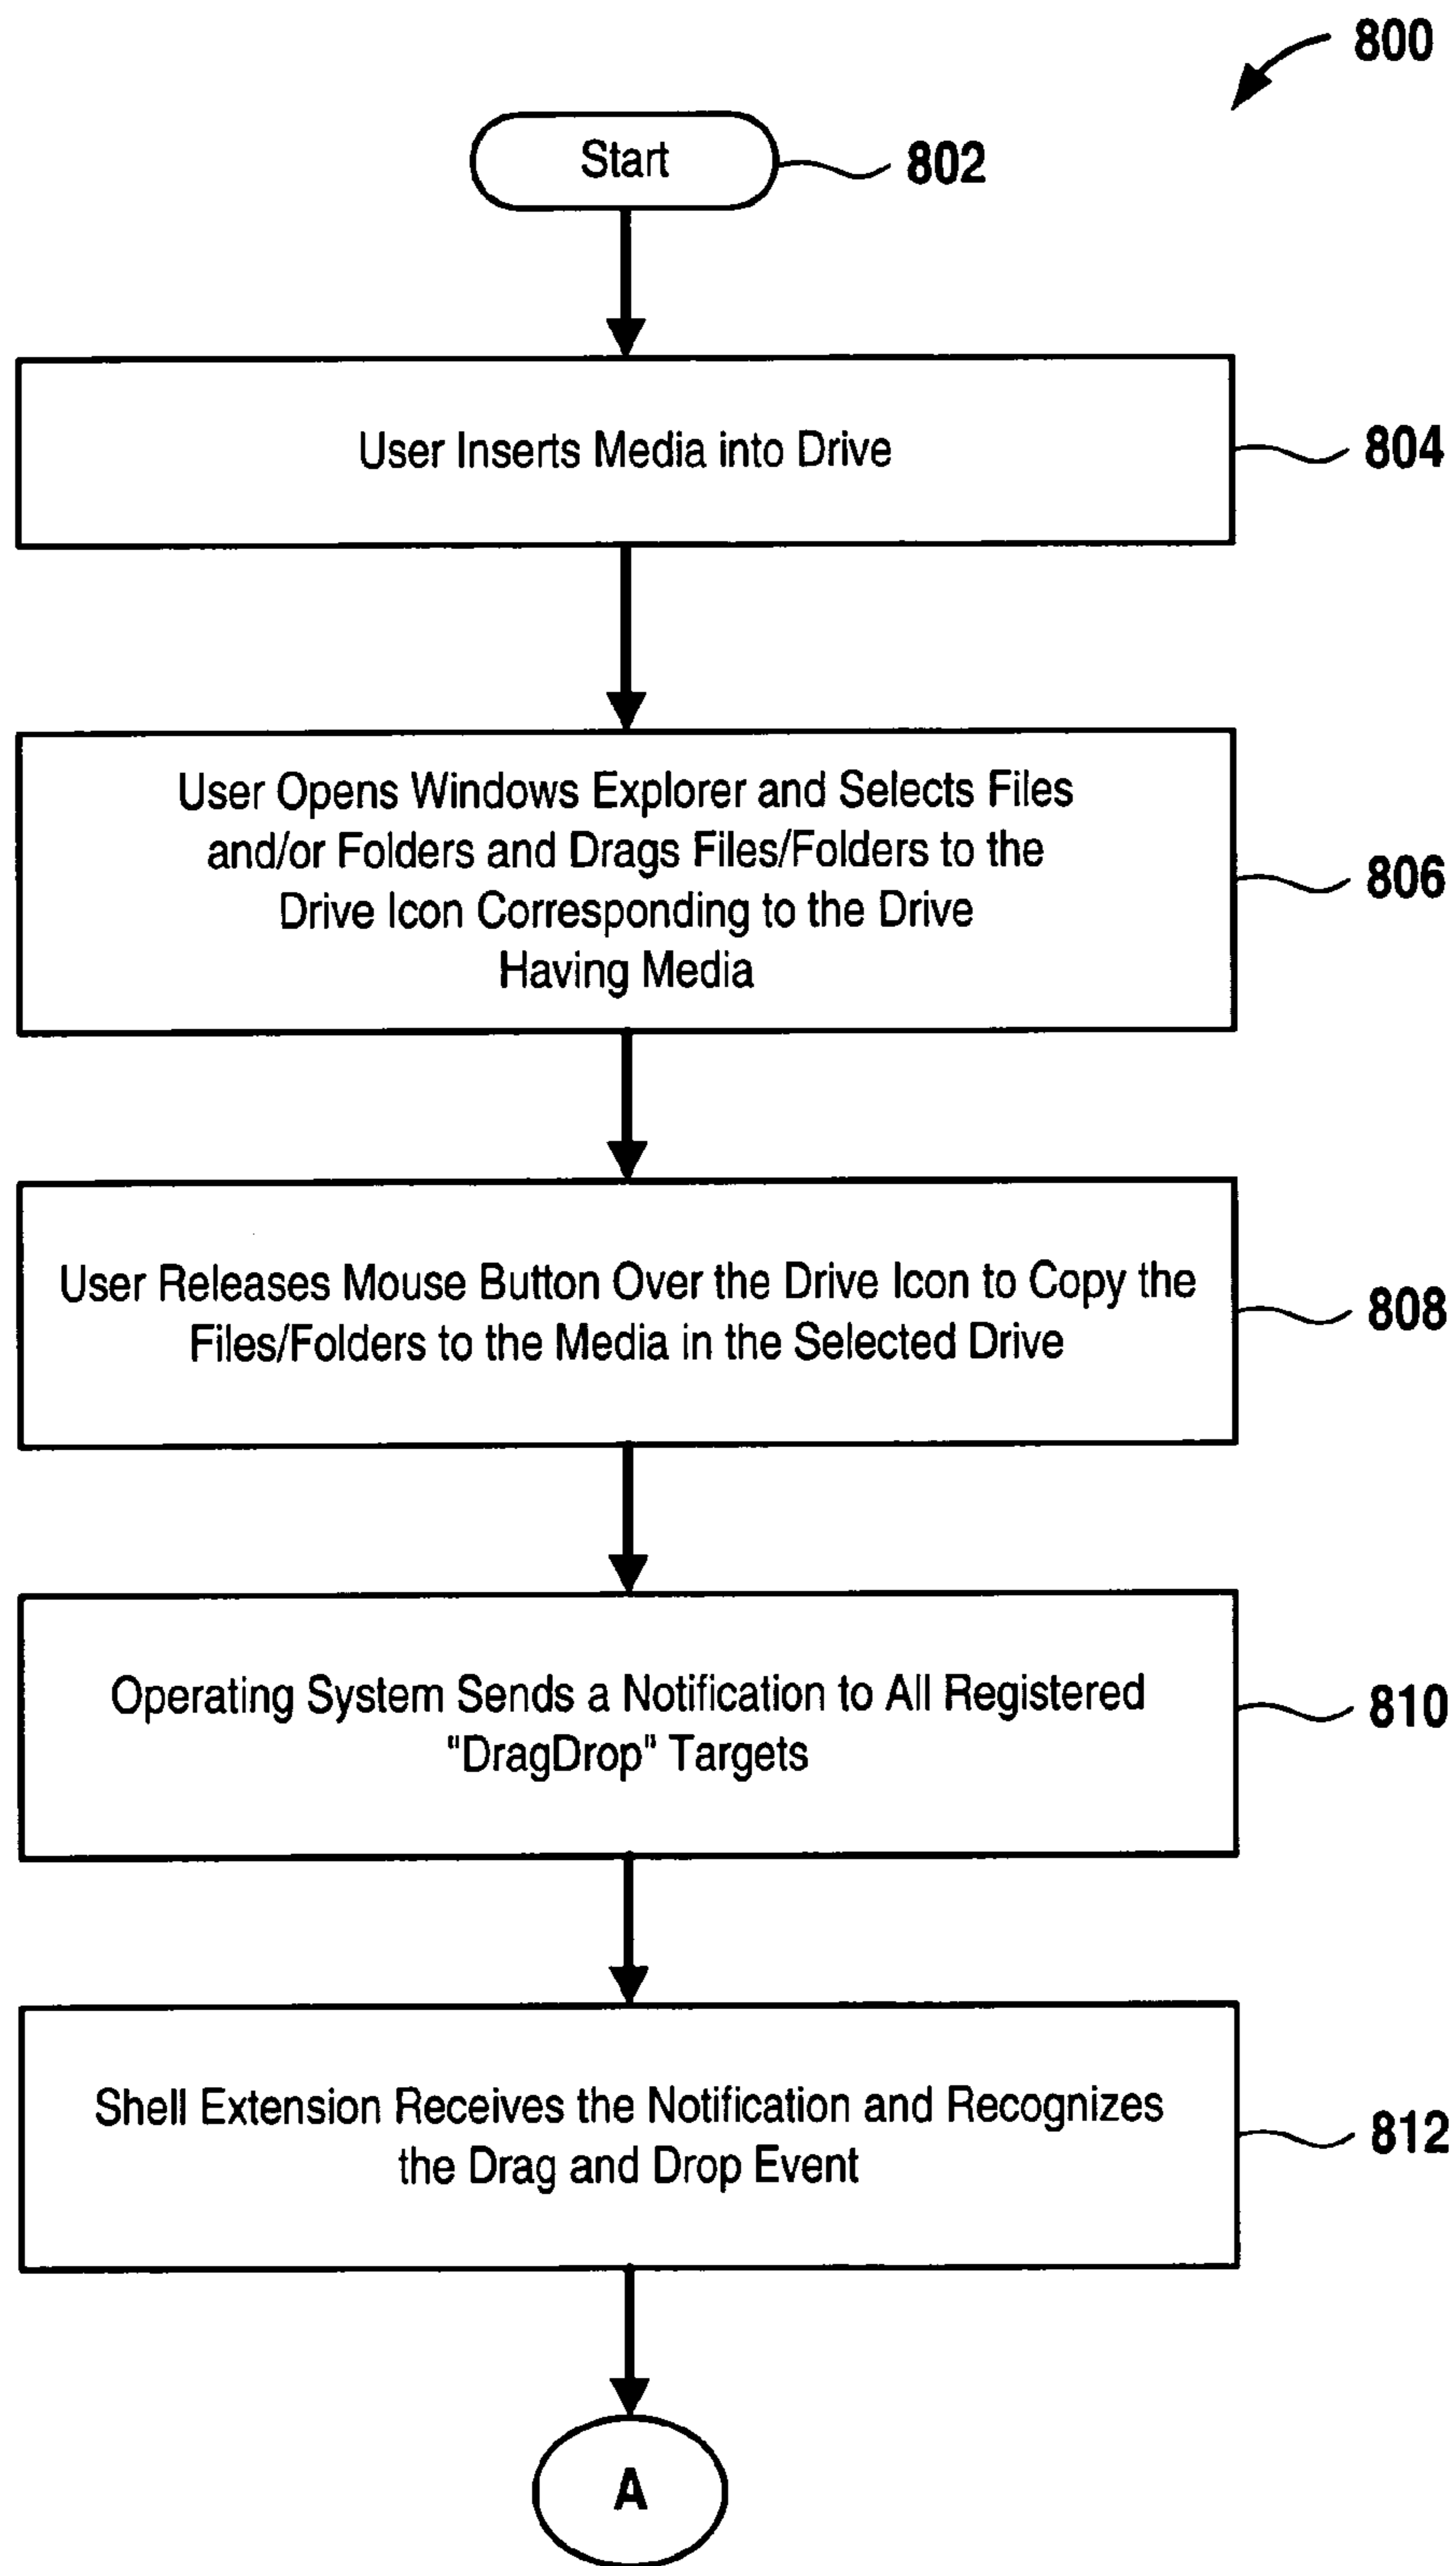 800
Start
802
User Inserts Media into Drive
804
User Opens Windows Explorer and Selects Files
and/or Folders and Drags Files/Folders to the
Drive Icon Corresponding to the Drive
Having Media
806
User Releases Mouse Button Over the Drive Icon to Copy the
Files/Folders to the Media in the Selected Drive
808
Operating System Sends a Notification to All Registered
"DragDrop" Targets
810
Shell Extension Receives the Notification and Recognizes
the Drag and Drop Event
812
A